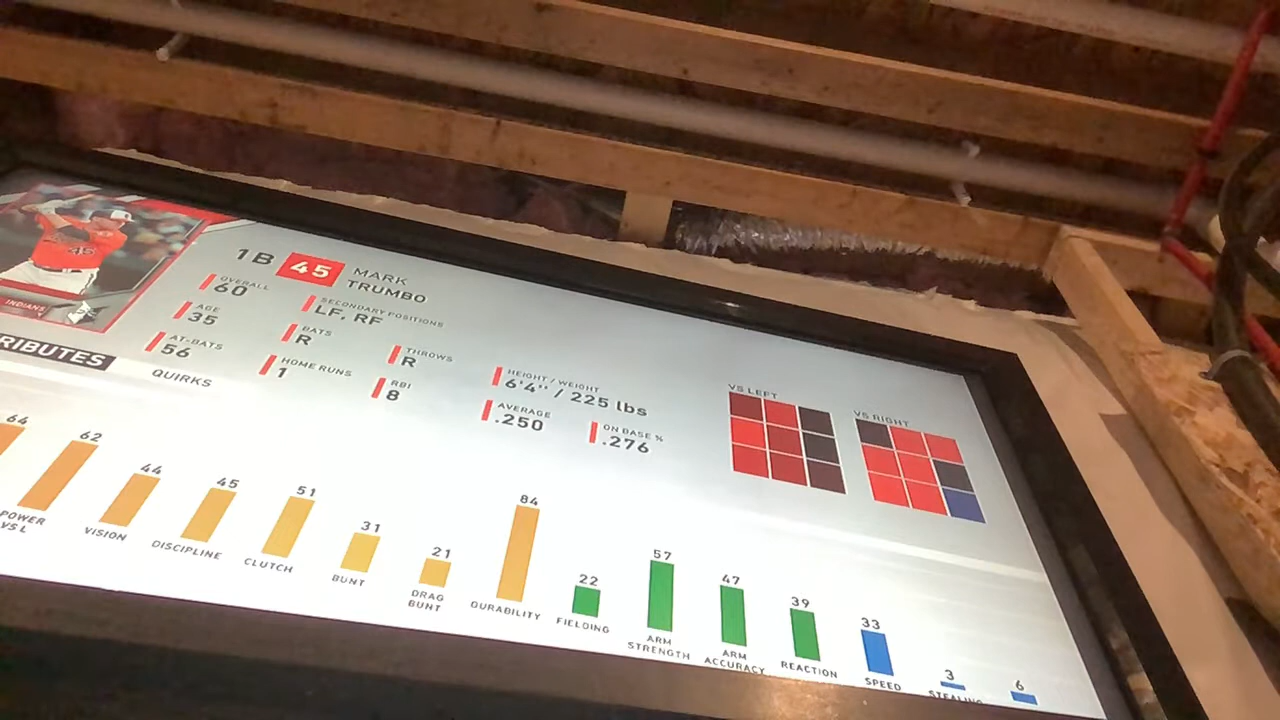 1B 45 MARK TRUMBO
OVERALL
60
SECONDARY POSITIONS
LF, RF
AGE
35
BATS
R
THROWS
R
HEIGHT / WEIGHT
6'4" / 225 lbs
AT-BATS
56
HOME RUNS
1
RBI
8
AVERAGE
.250
ON BASE %
.276
45
INDIANS
RIBUTES
QUIRKS
VS LEFT
VS RIGHT
64
62
44
45
51
31
21
84
22
57
47
39
33
3
6
POWER
VS L
VISION
DISCIPLINE
CLUTCH
BUNT
DRAG
BUNT
DURABILITY
FIELDING
ARM
STRENGTH
ARM
ACCURACY
REACTION
SPEED
STEALING